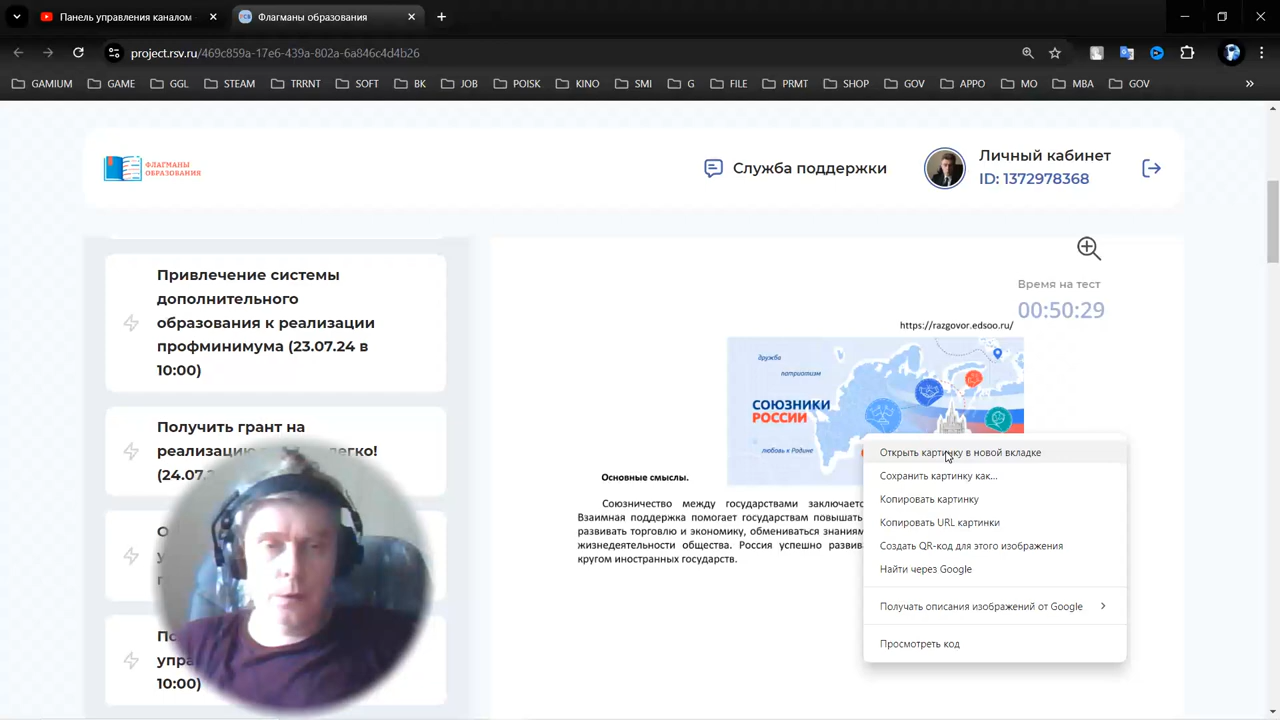 Панель управления каналом
Флагманы образования
project.rsv.ru/469c859a-17e6-439a-802a-6a846c4d4b26
GAMIUM GAME GGL STEAM TRRNT SOFT BK JOB POISK KINO SMI G FILE PRMT SHOP GOV APPO MO MBA GOV
ФЛАГМАНЫ
ОБРАЗОВАНИЯ
Служба поддержки
Личный кабинет
ID: 1372978368
Привлечение системы
дополнительного
образования к реализации
профминимума (23.07.24 в
10:00)
Получить грант на
реализацию
легко!
(24.07.2
10:00)
Время на тест
00:50:29
https://razgovor.edsoo.ru/
дружба
патриотизм
СОЮЗНИКИ
РОССИИ
любовь к Родине
Основные смыслы.
Союзничество между государствами заключаетс
Взаимная поддержка помогает государствам повышать
развивать торговлю и экономику, обмениваться знаниям
жизнедеятельности общества. Россия успешно развива
кругом иностранных государств.
Открыть картинку в новой вкладке
Сохранить картинку как...
Копировать картинку
Копировать URL картинки
Создать QR-код для этого изображения
Найти через Google
Получать описания изображений от Google
Просмотреть код